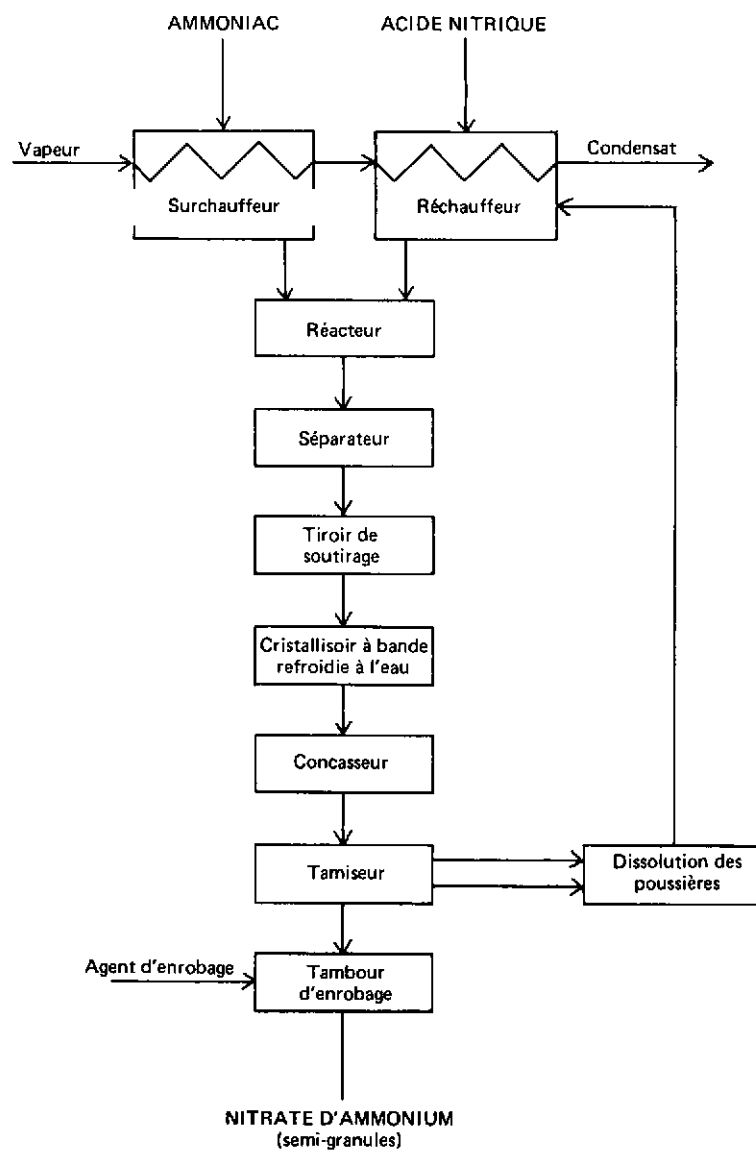 AMMONIAC
ACIDE NITRIQUE
Vapeur
Condensat
Surchauffeur
Réchauffeur
Réacteur
Séparateur
Tiroir de
soutirage
Cristallisoir à bande
refroidie à l'eau
Concasseur
Tamiseur
Dissolution des
poussières
Agent d'enrobage
Tambour
d'enrobage
NITRATE D'AMMONIUM
(semi-granules)